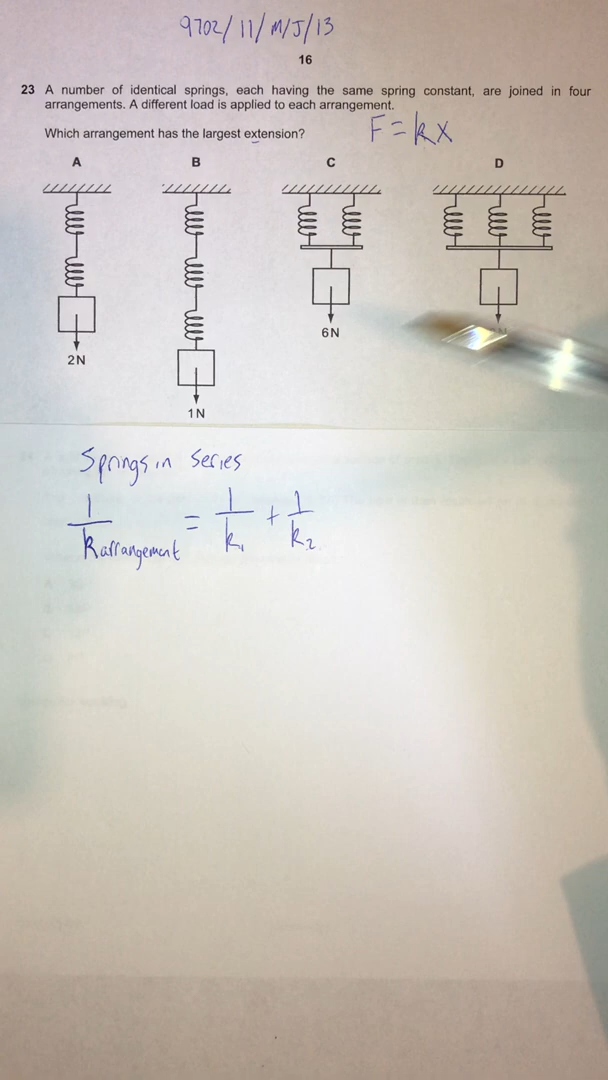 9702/11/M/J/13
16
23 A number of identical springs, each having the same spring constant, are joined in four
arrangements. A different load is applied to each arrangement.
Which arrangement has the largest extension?
F=kx
A B C D
6N
2N
1N
Springs in series
1/k arrangement = 1/k1 + 1/k2